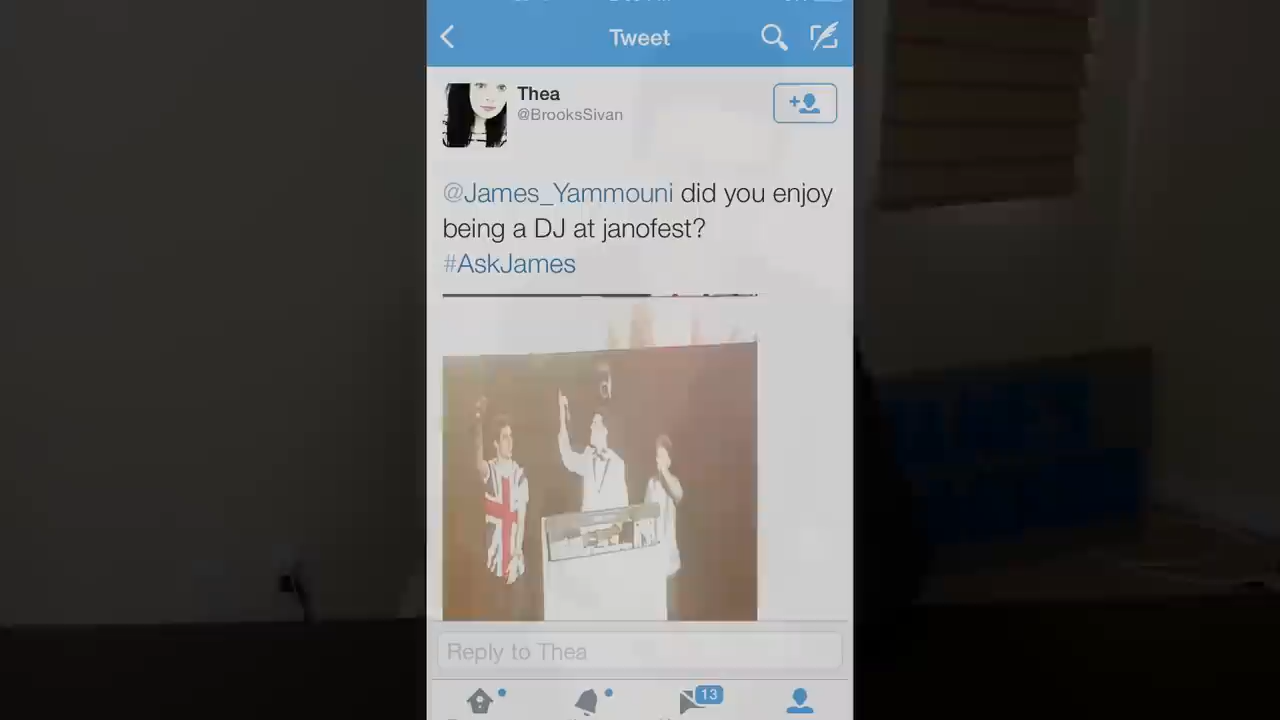 Tweet
Thea
@BrooksSivan
@James_Yammouni did you enjoy
being a DJ at janofest?
#AskJames
Reply to Thea
13